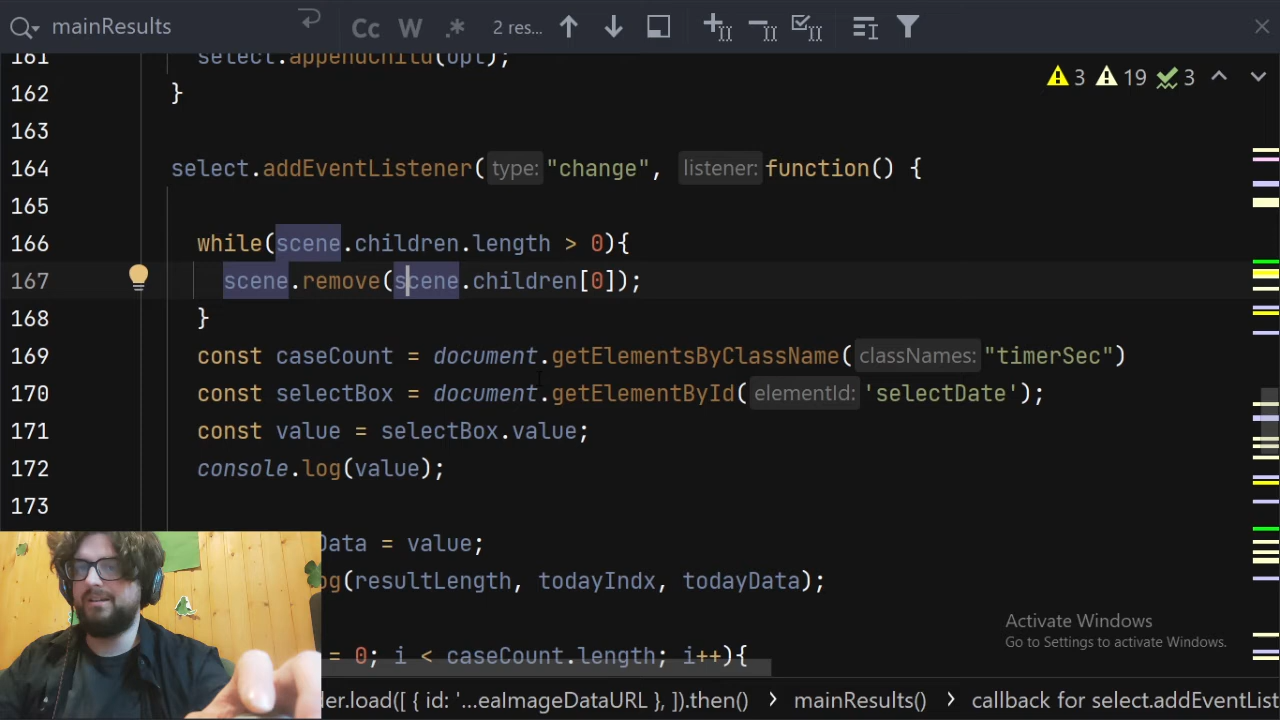 mainResults
Cc W .* 2 res...
161 select.appendChild(opt);
3 19 3
162 }
163
164 select.addEventListener( type: "change", listener: function() {
165
166 while(scene.children.length > 0){
167 scene.remove(scene.children[0]);
168 }
169 const caseCount = document.getElementsByClassName( classNames: "timerSec")
170 const selectBox = document.getElementById( elementId: 'selectDate');
171 const value = selectBox.value;
172 console.log(value);
173
Data = value;
og(resultLength, todayIndx, todayData);
Activate Windows
Go to Settings to activate Windows.
= 0; i < caseCount.length; i++){
der.load([ { id: '...eaImageDataURL }, ]).then() > mainResults() > callback for select.addEventList